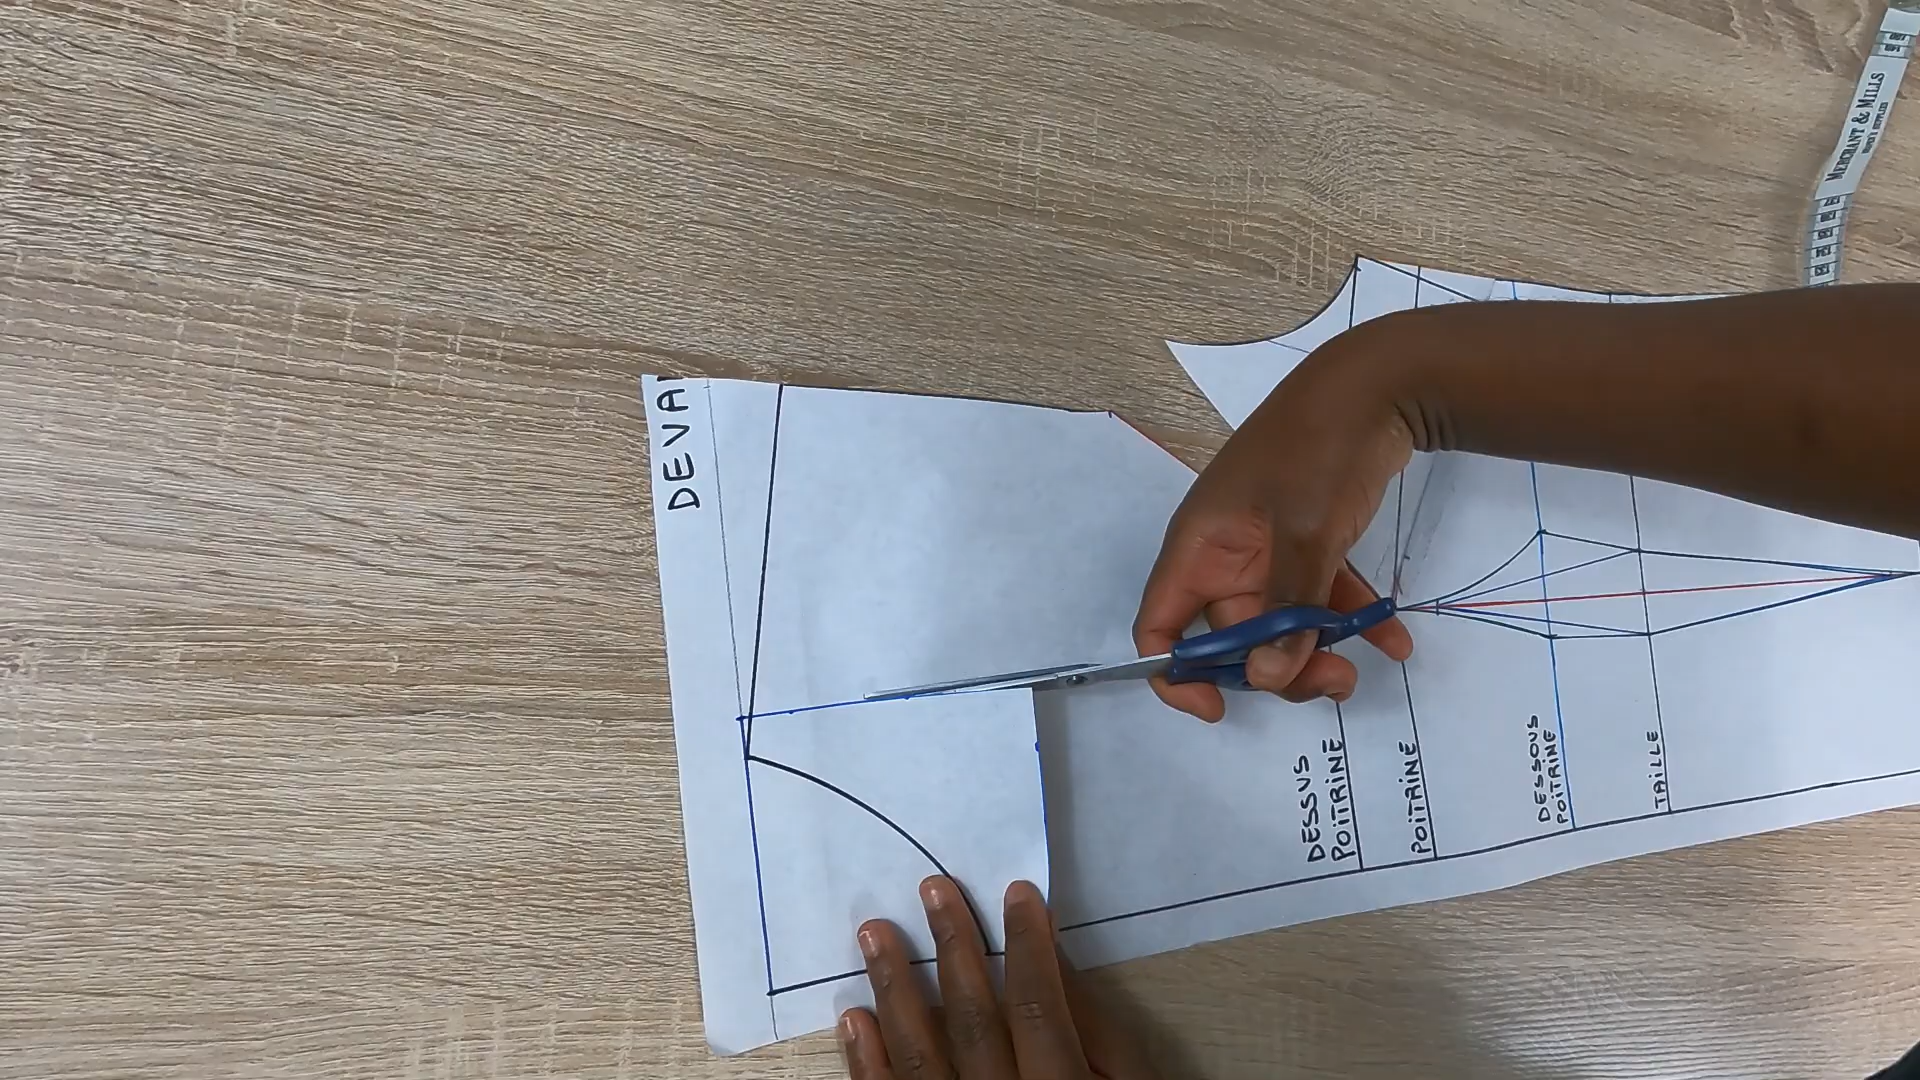 DEVA
DESSUS
POITRINE
POITRINE
DESSOUS
POITRINE
TAILLE
MERCHANT & MILLS